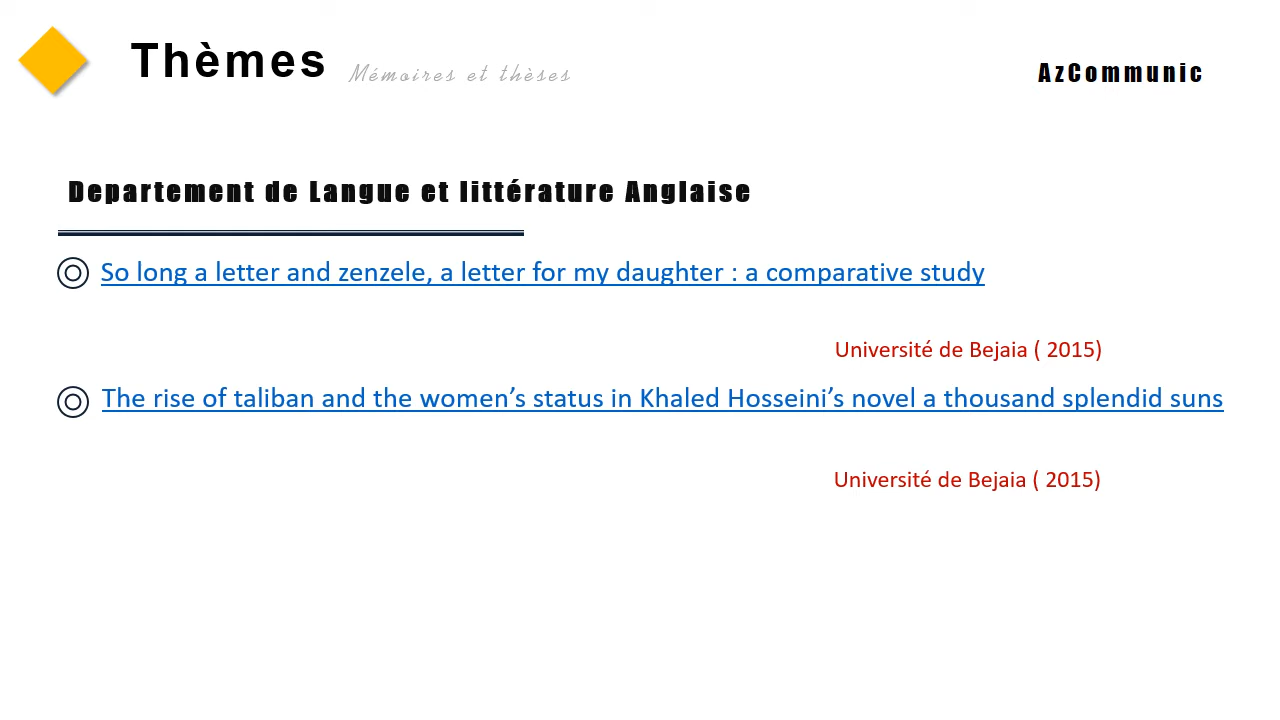 Thèmes Mémoires et thèses
AzCommunic
Departement de Langue et littérature Anglaise
So long a letter and zenzele, a letter for my daughter : a comparative study
Université de Bejaia ( 2015)
The rise of taliban and the women’s status in Khaled Hosseini’s novel a thousand splendid suns
Université de Bejaia ( 2015)